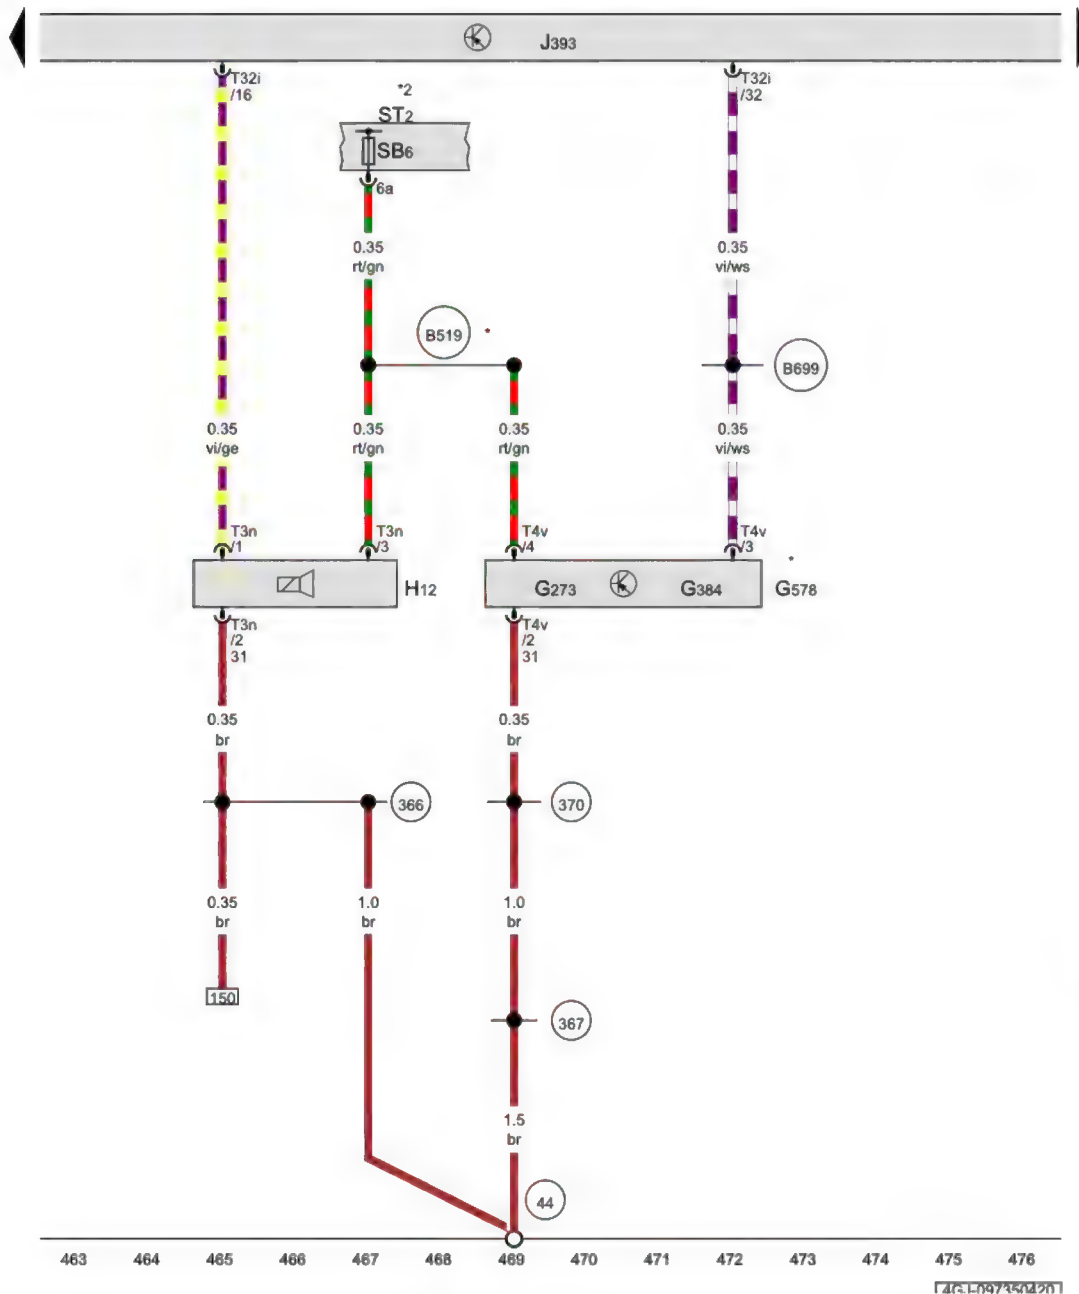 J393
T32i
/16
T32i
/32
*2
ST2
SB6
6a
0.35
rt/gn
0.35
vi/ws
B519
*
B699
0.35
vi/ge
0.35
rt/gn
0.35
rt/gn
0.35
vi/ws
T3n
/1
T3n
/3
T4v
/4
T4v
/3
*
H12
G273
G384
G578
T3n
/2
31
T4v
/2
31
0.35
br
0.35
br
366
370
0.35
br
1.0
br
1.0
br
150
367
1.5
br
44
463 464 465 466 467 468 469 470 471 472 473 474 475 476